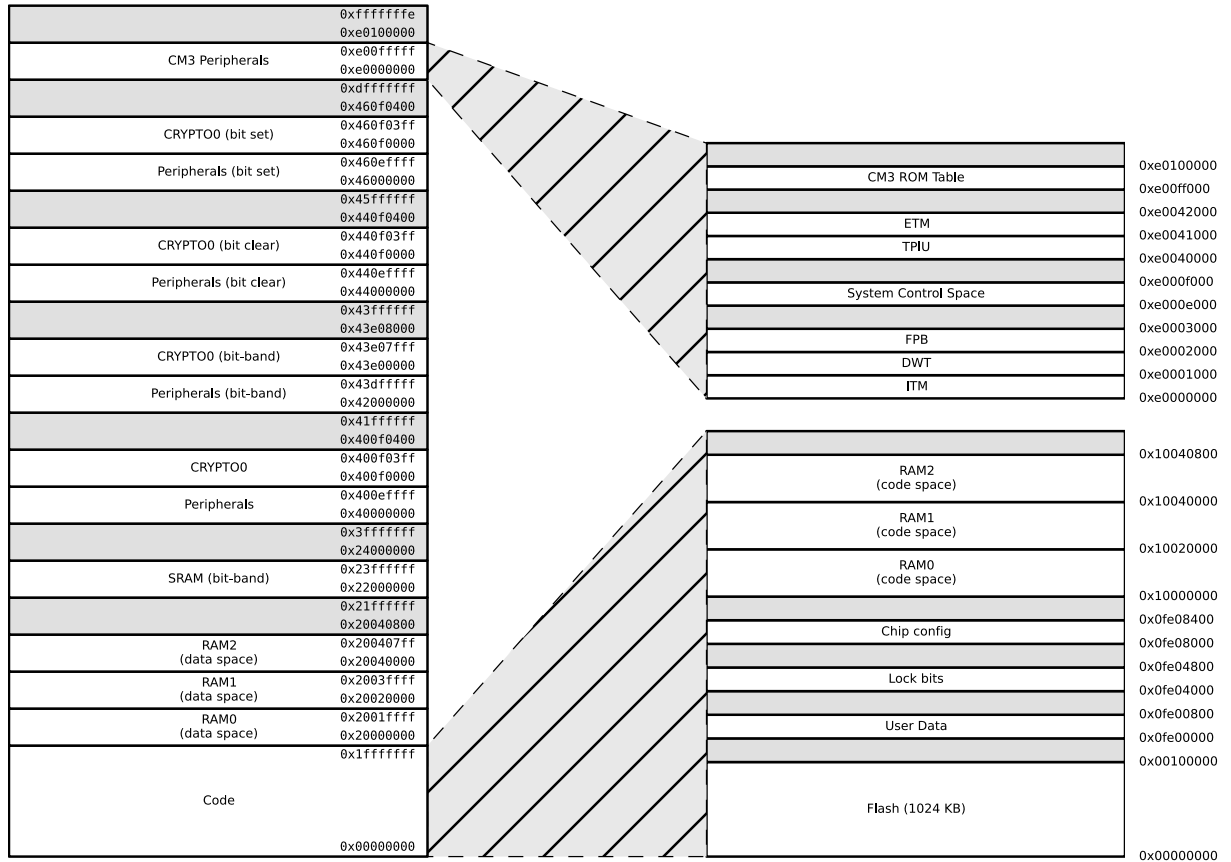 0xfffffffe
0xe0100000
CM3 Peripherals
0xe00fffff
0xe0000000
0xdfffffff
0x460f0400
CRYPTO0 (bit set)
0x460f03ff
0x460f0000
Peripherals (bit set)
0x460effff
0x46000000
0x45ffffff
0x440f0400
CRYPTO0 (bit clear)
0x440f03ff
0x440f0000
Peripherals (bit clear)
0x440effff
0x44000000
0x43ffffff
0x43e08000
CRYPTO0 (bit-band)
0x43e07fff
0x43e00000
Peripherals (bit-band)
0x43dfffff
0x42000000
0x41ffffff
0x400f0400
CRYPTO0
0x400f03ff
0x400f0000
Peripherals
0x400effff
0x40000000
0x3fffffff
0x24000000
SRAM (bit-band)
0x23ffffff
0x22000000
0x21ffffff
0x20040800
RAM2
(data space)
0x200407ff
0x20040000
RAM1
(data space)
0x2003ffff
0x20020000
RAM0
(data space)
0x2001ffff
0x20000000
0x1fffffff
Code
0x00000000
0xe0100000
CM3 ROM Table
0xe00ff000
0xe0042000
ETM
0xe0041000
TPIU
0xe0040000
0xe000f000
System Control Space
0xe000e000
0xe0003000
FPB
0xe0002000
DWT
0xe0001000
ITM
0xe0000000
0x10040800
RAM2
(code space)
0x10040000
RAM1
(code space)
0x10020000
RAM0
(code space)
0x10000000
0x0fe08400
Chip config
0x0fe08000
0x0fe04800
Lock bits
0x0fe04000
0x0fe00800
User Data
0x0fe00000
0x00100000
Flash (1024 KB)
0x00000000